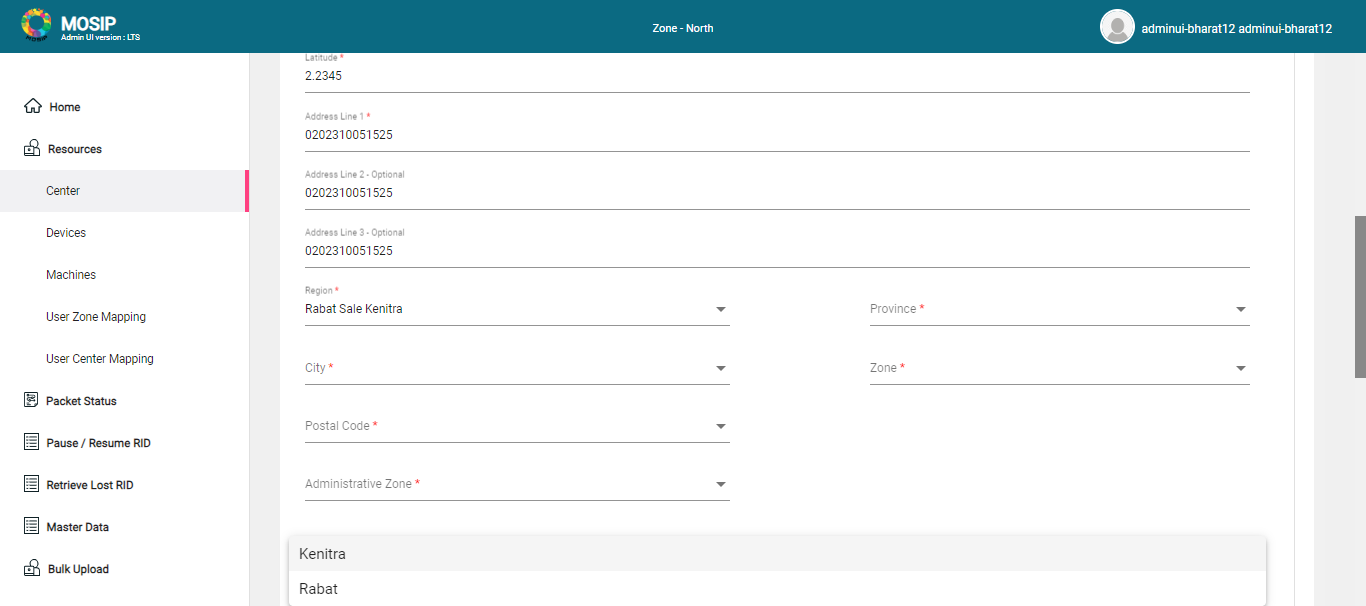 MOSIP
Admin UI version : LTS
Zone - North
adminui-bharat12 adminui-bharat12
Home
Resources
Center
Devices
Machines
User Zone Mapping
User Center Mapping
Packet Status
Pause / Resume RID
Retrieve Lost RID
Master Data
Bulk Upload
Latitude *
2.2345
Address Line 1 *
0202310051525
Address Line 2 - Optional
0202310051525
Address Line 3 - Optional
0202310051525
Region *
Rabat Sale Kenitra
Province *
City *
Zone *
Postal Code *
Administrative Zone *
Kenitra
Rabat